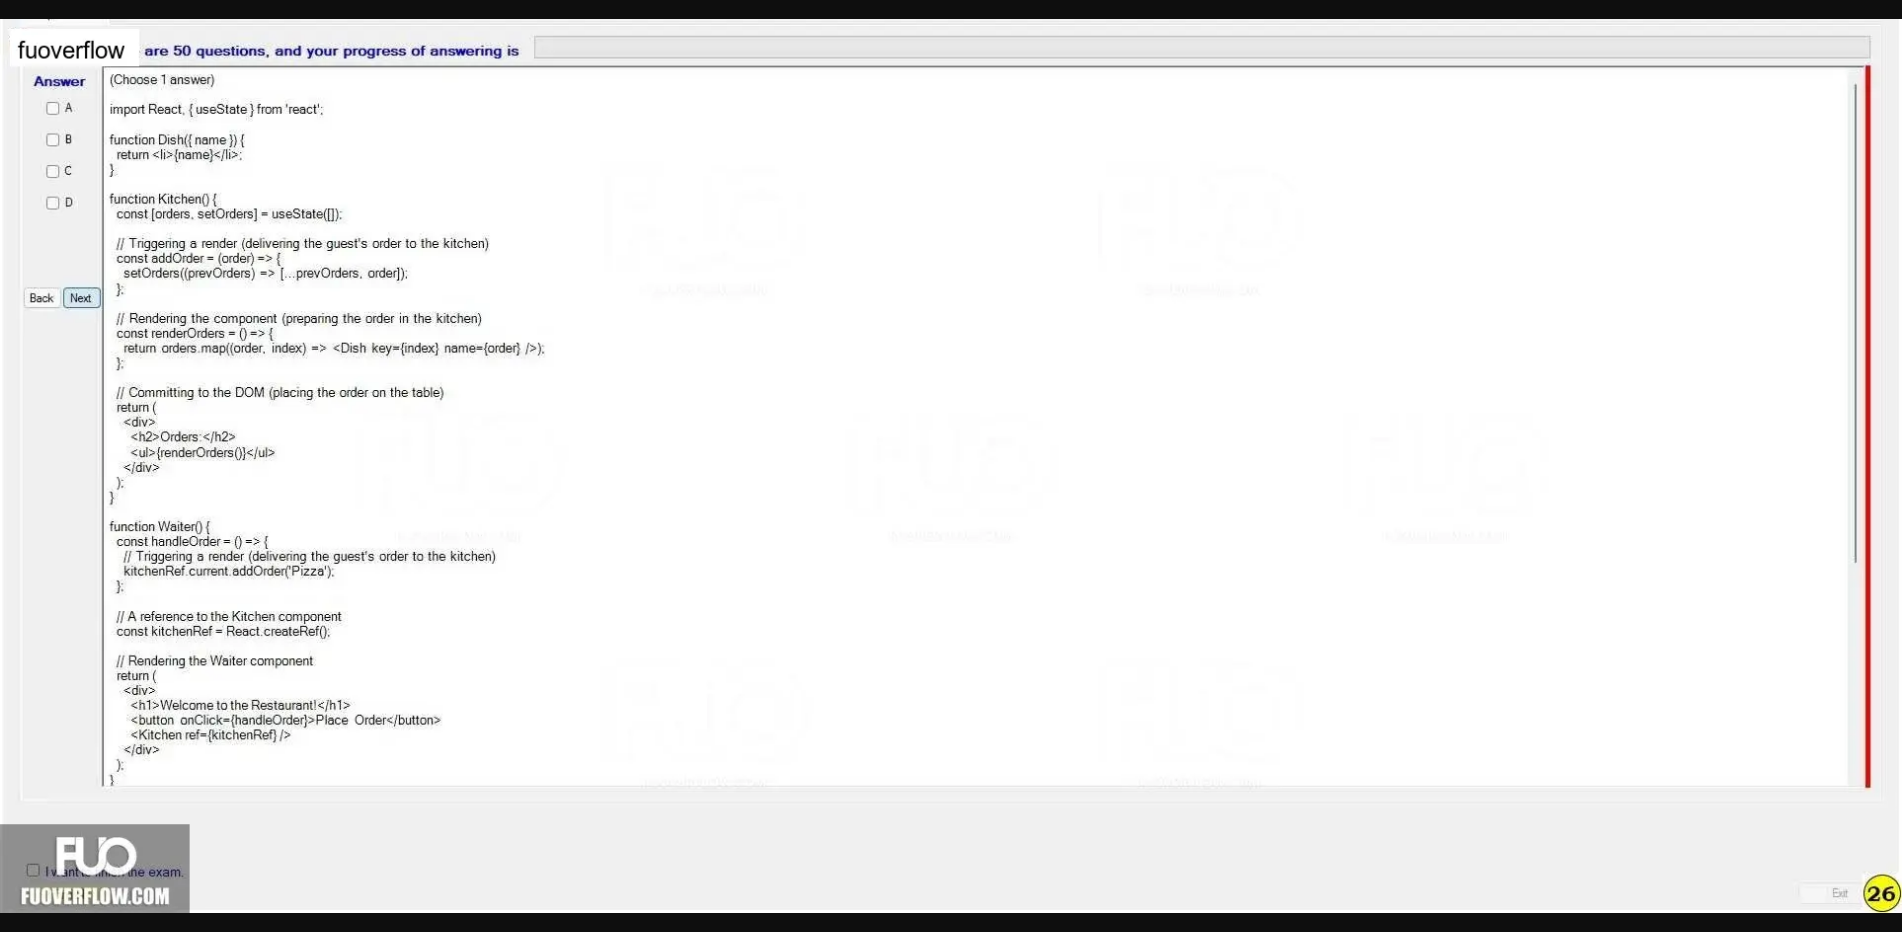 fuoverflow are 50 questions, and your progress of answering is
Answer
A
B
C
D
Back Next
(Choose 1 answer)
import React, { useState } from 'react';
function Dish({ name }) {
return <li>{name}</li>;
}
function Kitchen() {
const [orders, setOrders] = useState([]);
// Triggering a render (delivering the guest's order to the kitchen)
const addOrder = (order) => {
setOrders((prevOrders) => [...prevOrders, order]);
};
// Rendering the component (preparing the order in the kitchen)
const renderOrders = () => {
return orders.map((order, index) => <Dish key={index} name={order} />);
};
// Committing to the DOM (placing the order on the table)
return (
<div>
<h2>Orders:</h2>
<ul>{renderOrders()}</ul>
</div>
);
}
function Waiter() {
const handleOrder = () => {
// Triggering a render (delivering the guest's order to the kitchen)
kitchenRef.current.addOrder('Pizza');
};
// A reference to the Kitchen component
const kitchenRef = React.createRef();
// Rendering the Waiter component
return (
<div>
<h1>Welcome to the Restaurant!</h1>
<button onClick={handleOrder}>Place Order</button>
<Kitchen ref={kitchenRef} />
</div>
);
}
FUO
I want to finish the exam.
FUOVERFLOW.COM
Exit 26